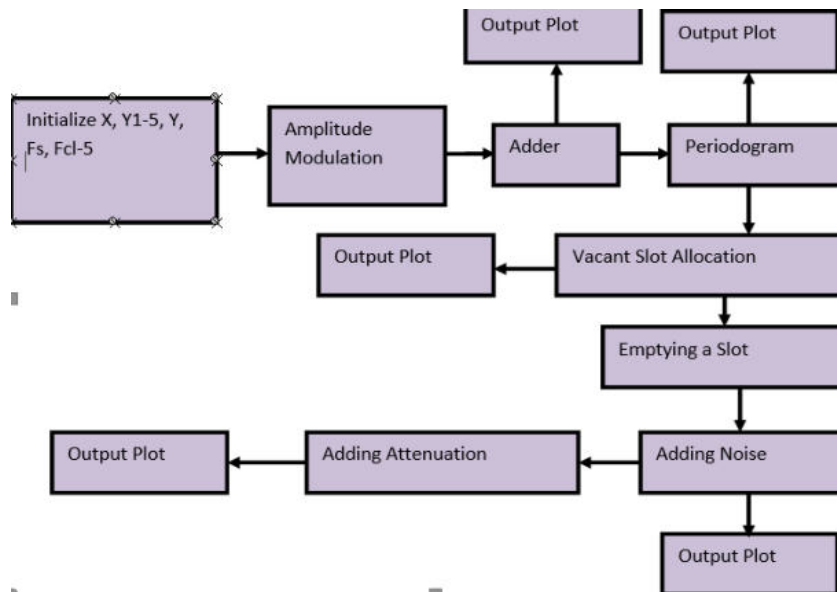 Output Plot
Output Plot
Initialize X, Y1-5, Y,
Fs, Fcl-5
Amplitude
Modulation
Adder
Periodogram
Output Plot
Vacant Slot Allocation
Emptying a Slot
Output Plot
Adding Attenuation
Adding Noise
Output Plot